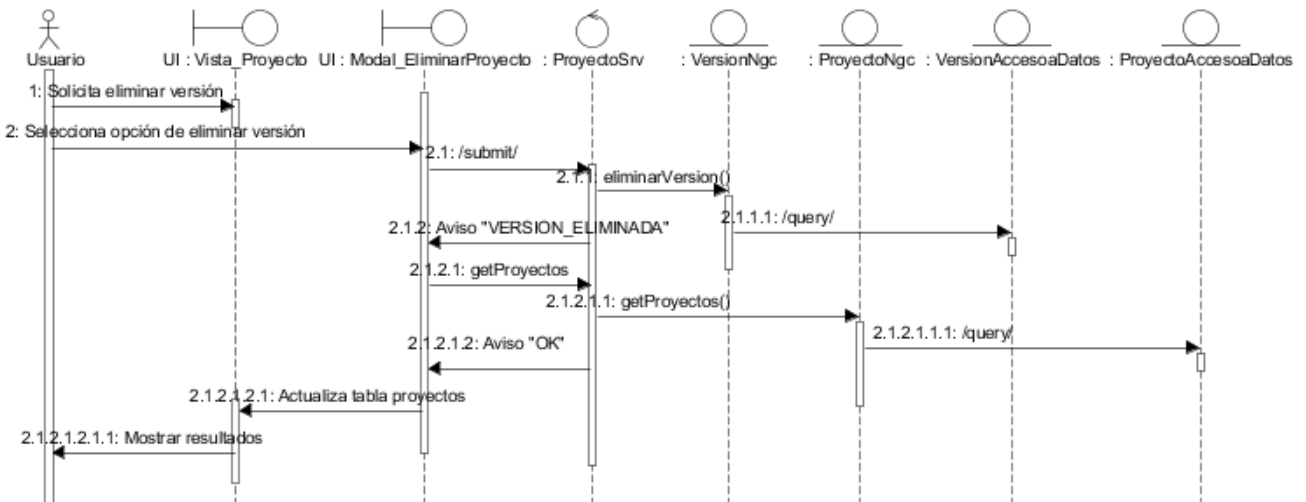 Usuario
UI : Vista_Proyecto
UI : Modal_EliminarProyecto
: ProyectoSrv
: VersionNgc
: ProyectoNgc
: VersionAccesoaDatos
: ProyectoAccesoaDatos
1: Solicita eliminar versión
2: Selecciona opción de eliminar versión
2.1: /submit/
2.1.1: eliminarVersion()
2.1.1.1: /query/
2.1.2: Aviso "VERSION_ELIMINADA"
2.1.2.1: getProyectos
2.1.2.1.1: getProyectos()
2.1.2.1.1.1: /query/
2.1.2.1.2: Aviso "OK"
2.1.2.1.2.1: Actualiza tabla proyectos
2.1.2.1.2.1.1: Mostrar resultados